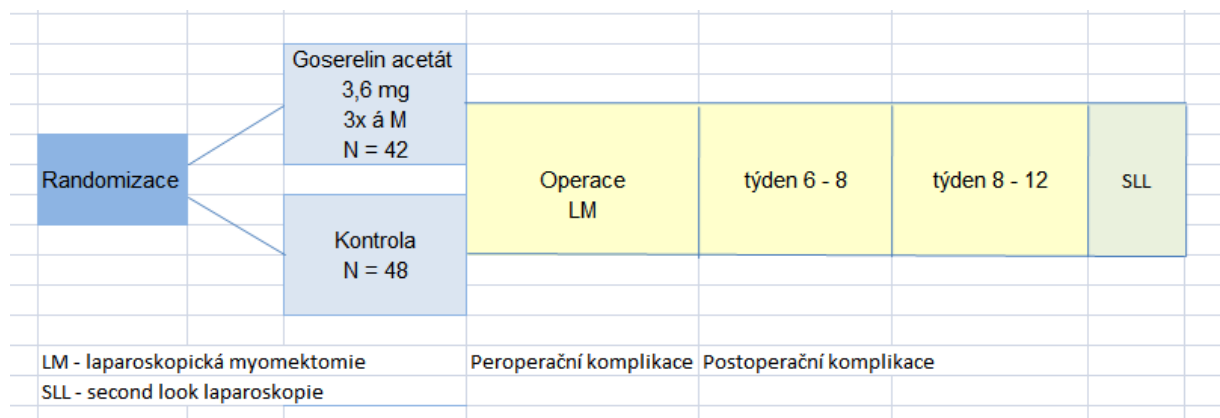 Goserelin acetát
3,6 mg
3x á M
N = 42
Randomizace
Operace
LM
týden 6 - 8
týden 8 - 12
SLL
Kontrola
N = 48
LM - laparoskopická myomektomie
Peroperační komplikace
Postoperační komplikace
SLL - second look laparoskopie